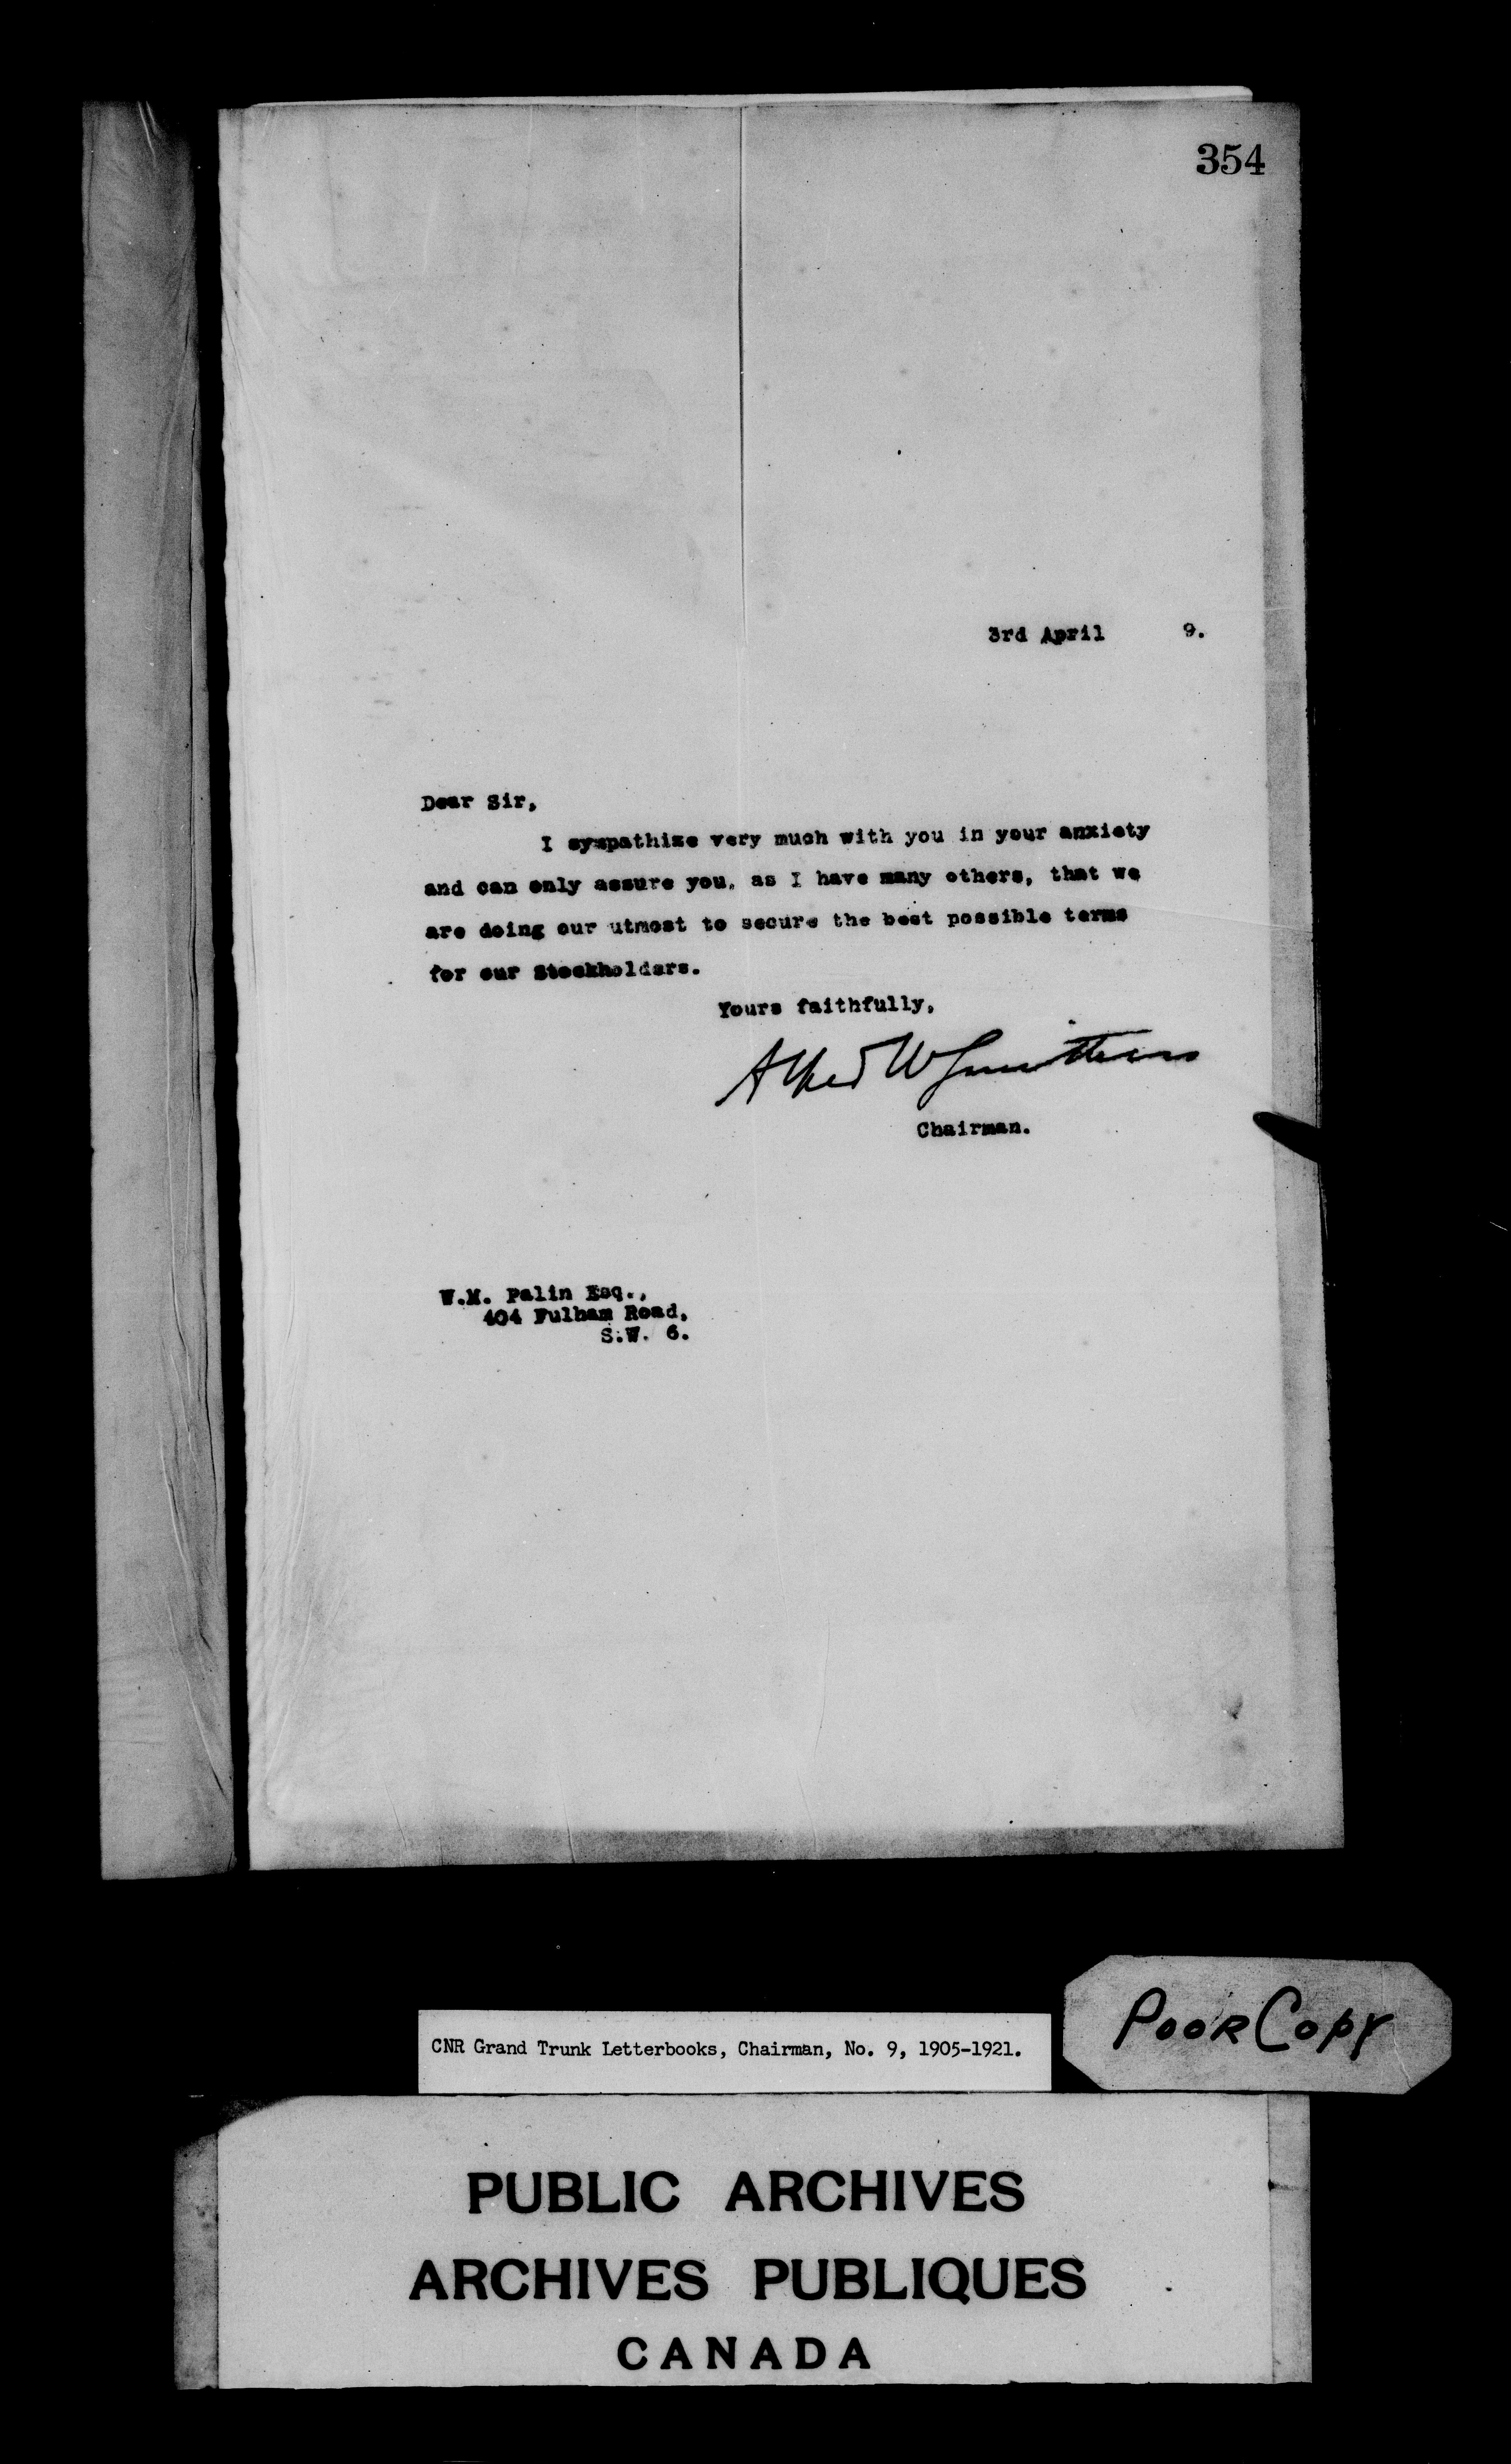 354
3rd April 9.
Dear Sir,
I sympathize very much with you in your anxiety
and can only assure you, as I have many others, that we
are doing our utmost to secure the best possible terms
for our Stockholders.
Yours faithfully,
Alfred W Smithers
Chairman.
W.M. Palin Esq.,
404 Fulham Road,
S.W. 6.
POOR COPY
CNR Grand Trunk Letterbooks, Chairman, No. 9, 1905-1921.
PUBLIC ARCHIVES
ARCHIVES PUBLIQUES
CANADA